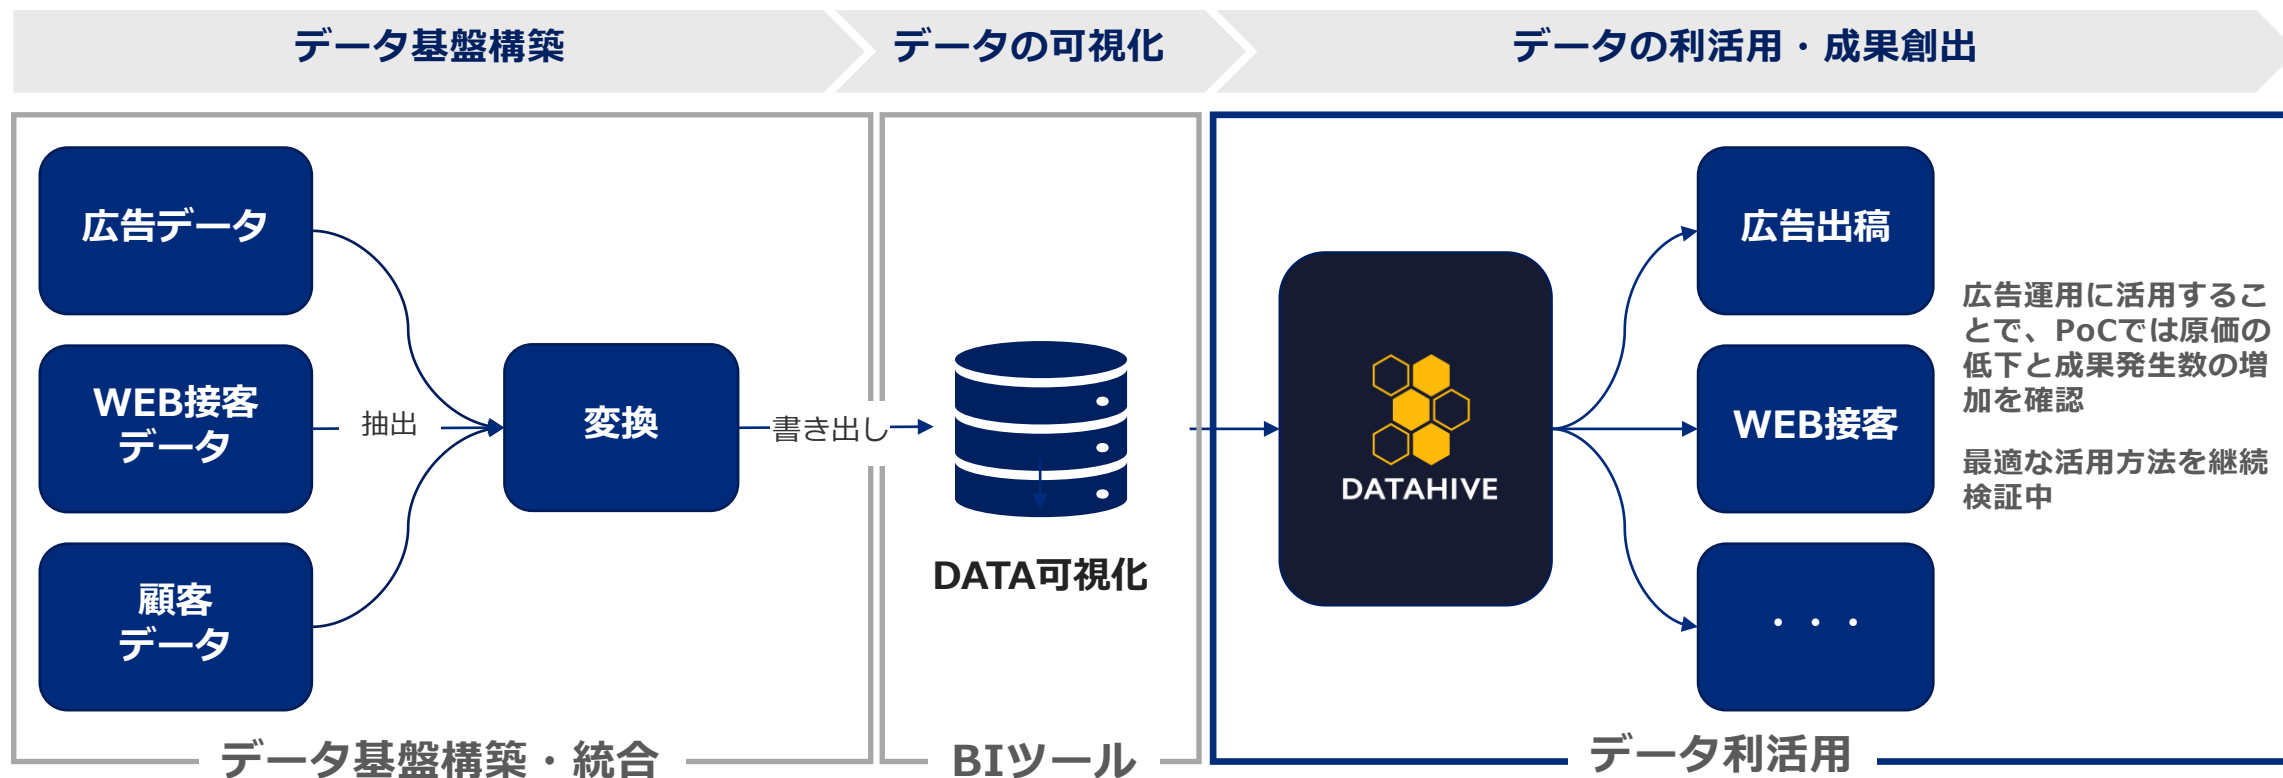 データ基盤構築
データの可視化
データの利活用・成果創出
広告データ
WEB接客
データ
顧客
データ
抽出
変換
書き出し
DATA可視化
DATAHIVE
広告出稿
WEB接客
・・・
広告運用に活用するこ
とで、PoCでは原価の
低下と成果発生数の増
加を確認
最適な活用方法を継続
検証中
データ基盤構築・統合
BIツール
データ利活用